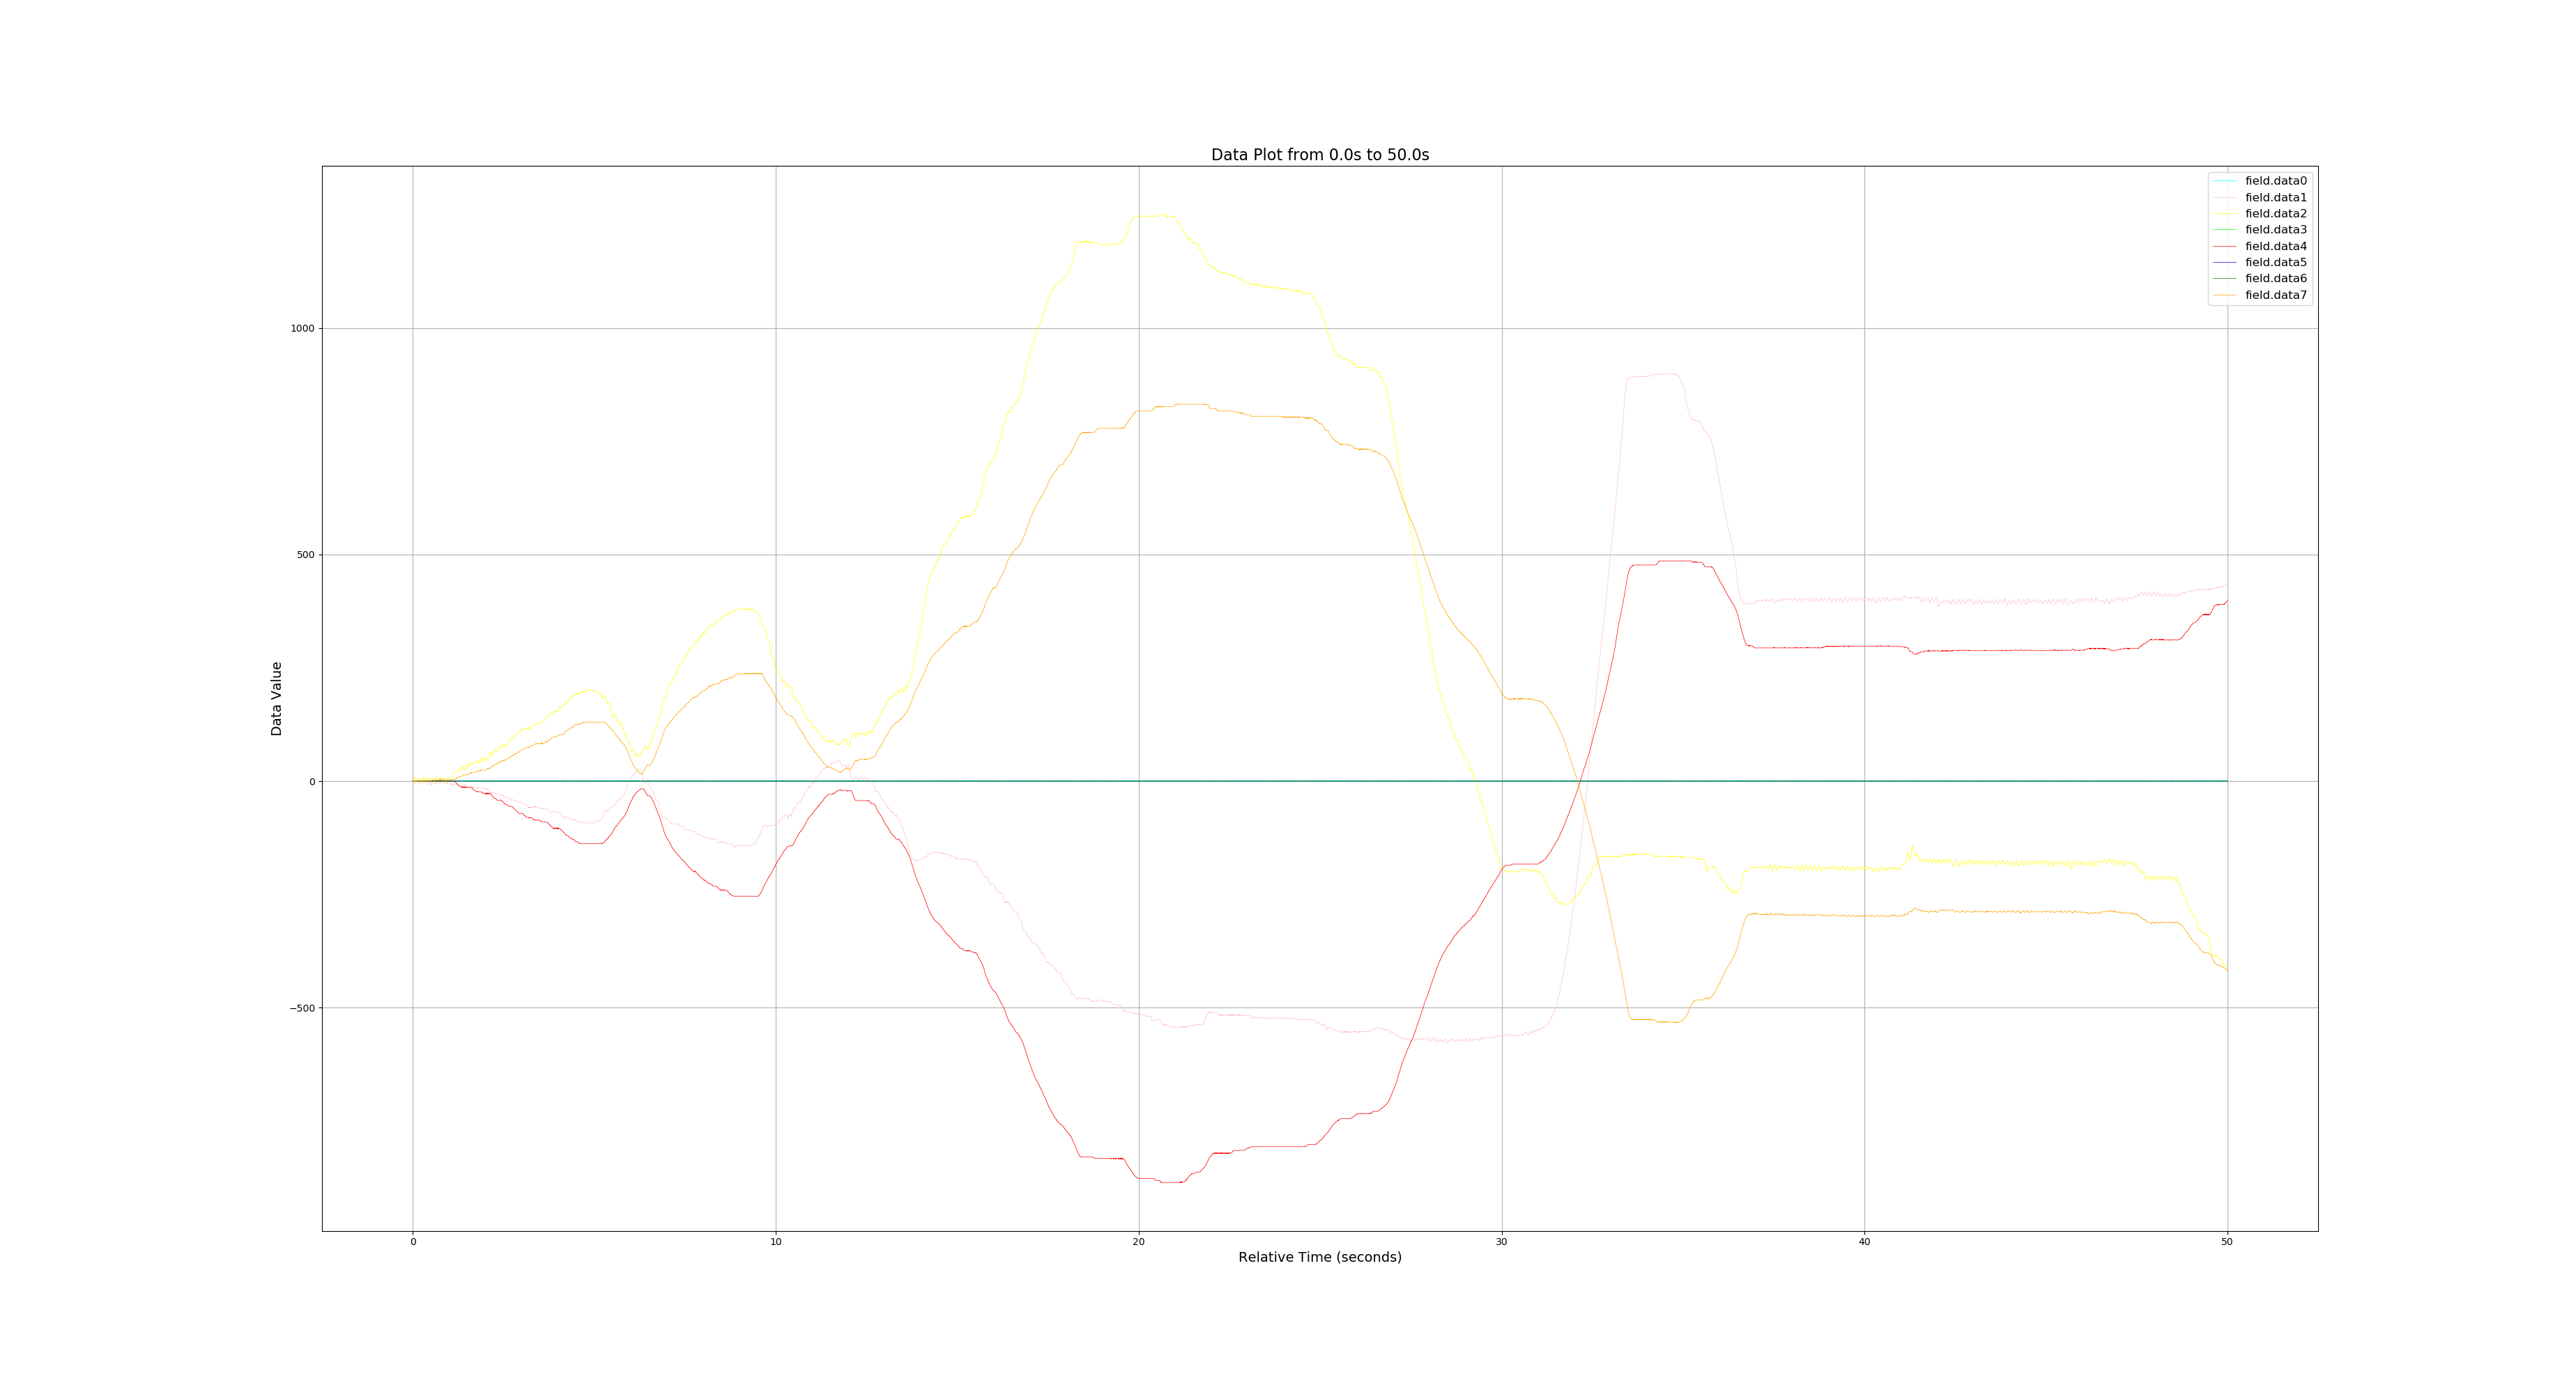 Data Plot from 0.0s to 50.0s
field.data0
field.data1
field.data2
field.data3
field.data4
field.data5
field.data6
field.data7
1000
500
0
−500
Data Value
0 10 20 30 40 50
Relative Time (seconds)